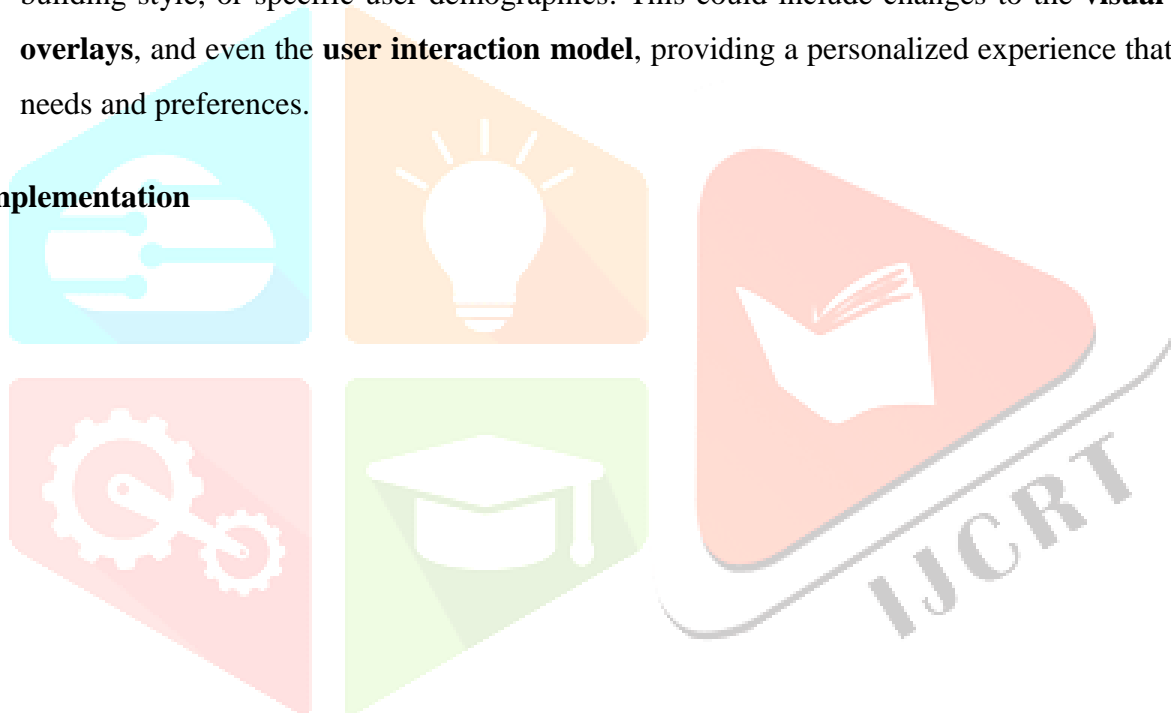 building style, or specific user demographics. This could include changes to the visual
overlays, and even the user interaction model, providing a personalized experience that
needs and preferences.
mplementation
IJCRT